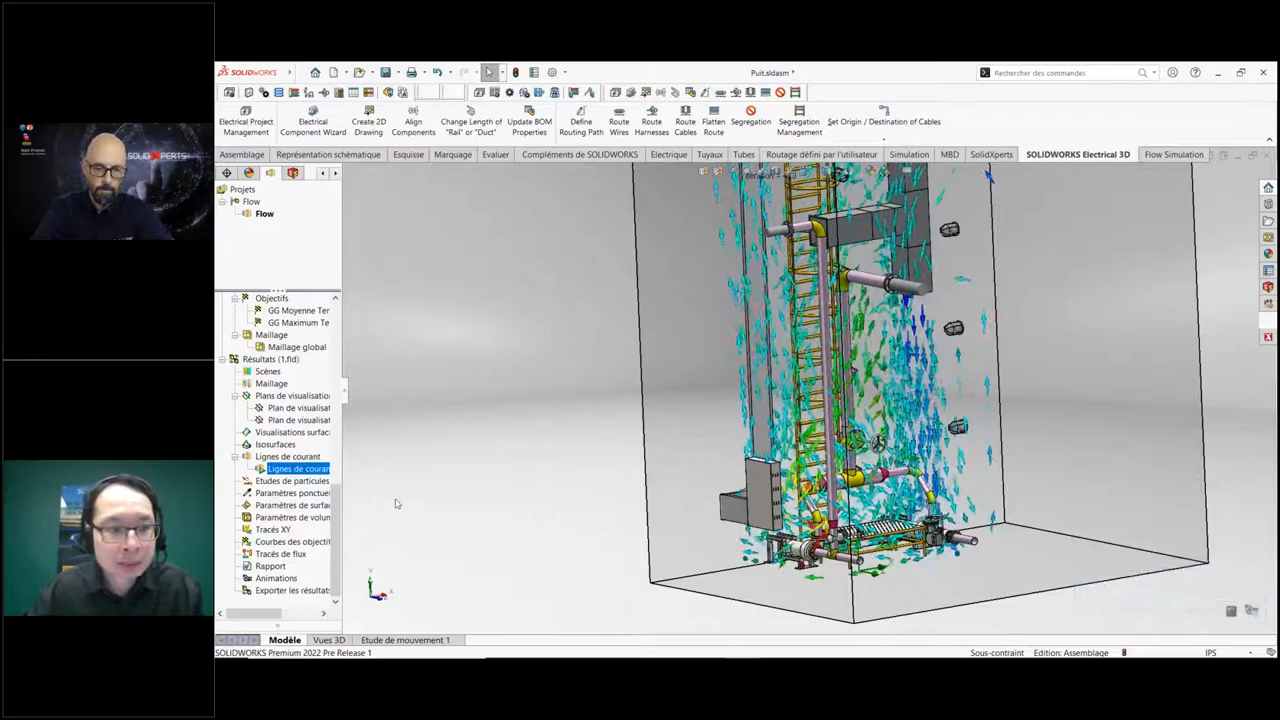 SOLIDXPERTS
SOLIDWORKS
Puit.sldasm *
Rechercher des commandes
Electrical Project
Management
Electrical
Component Wizard
Create 2D
Drawing
Align
Components
Change Length of
"Rail" or "Duct"
Update BOM
Properties
Define
Routing Path
Route
Wires
Route
Harnesses
Route
Cables
Flatten
Route
Segregation
Segregation
Management
Set Origin / Destination of Cables
Assemblage
Représentation schématique
Esquisse
Marquage
Evaluer
Compléments de SOLIDWORKS
Electrique
Tuyaux
Tubes
Routage défini par l'utilisateur
Simulation
MBD
SolidXperts
SOLIDWORKS Electrical 3D
Flow Simulation
Projets
Flow
Flow
Objectifs
GG Moyenne Ter
GG Maximum Te
Maillage
Maillage global
Résultats (1.fld)
Scènes
Maillage
Plans de visualisatio
Plan de visualisat
Plan de visualisat
Visualisations surfac
Isosurfaces
Lignes de courant
Lignes de couran
Etudes de particules
Paramètres ponctue
Paramètres de surfa
Paramètres de volun
Tracés XY
Courbes des objecti
Tracés de flux
Rapport
Animations
Exporter les résulta
Y
X
Modèle
Vues 3D
Etude de mouvement 1
SOLIDWORKS Premium 2022 Pre Release 1
Sous-contraint
Edition: Assemblage
IPS